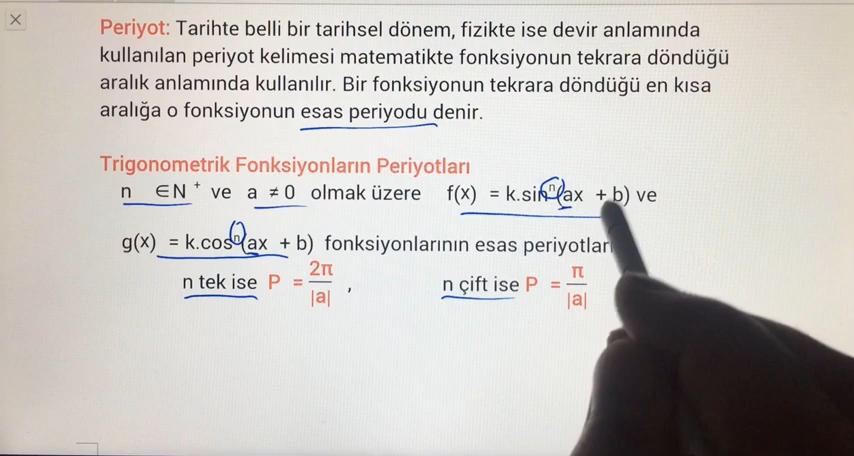 Periyot: Tarihte belli bir tarihsel dönem, fizikte ise devir anlamında
kullanılan periyot kelimesi matematikte fonksiyonun tekrara döndüğü
aralık anlamında kullanılır. Bir fonksiyonun tekrara döndüğü en kısa
aralığa o fonksiyonun esas periyodu denir.
Trigonometrik Fonksiyonların Periyotları
n ∈N⁺ ve a ≠ 0 olmak üzere f(x) = k.sinⁿ(ax + b) ve
g(x) = k.cosⁿ(ax + b) fonksiyonlarının esas periyotlar
n tek ise P = 2π/|a| , n çift ise P = π/|a|